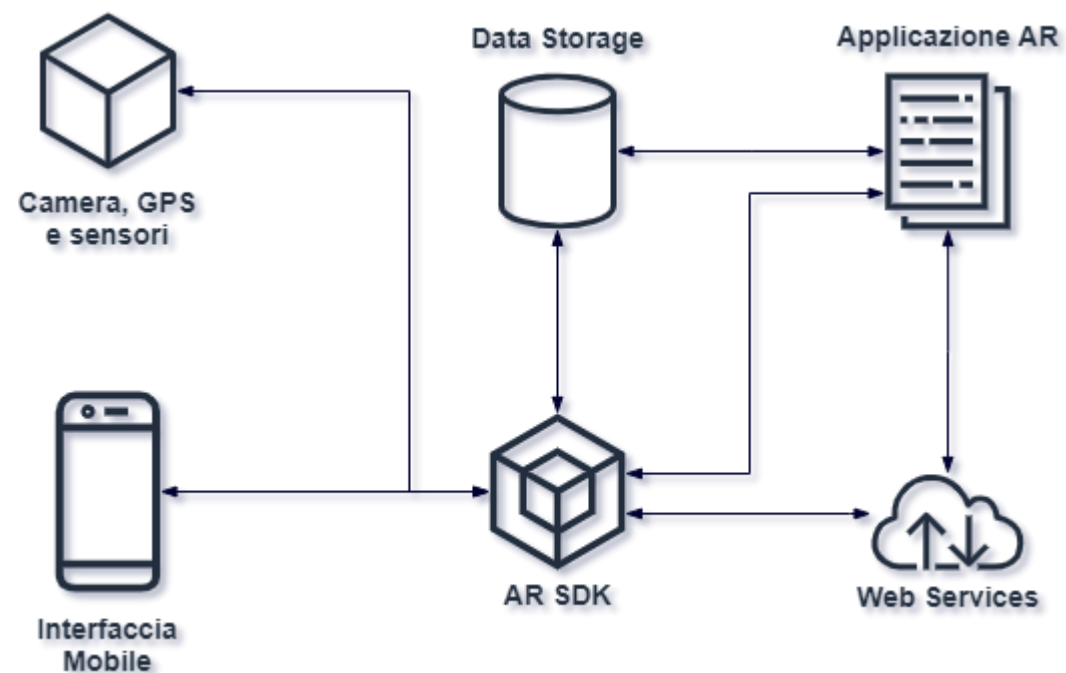 Data Storage
Applicazione AR
Camera, GPS
e sensori
AR SDK
Web Services
Interfaccia
Mobile